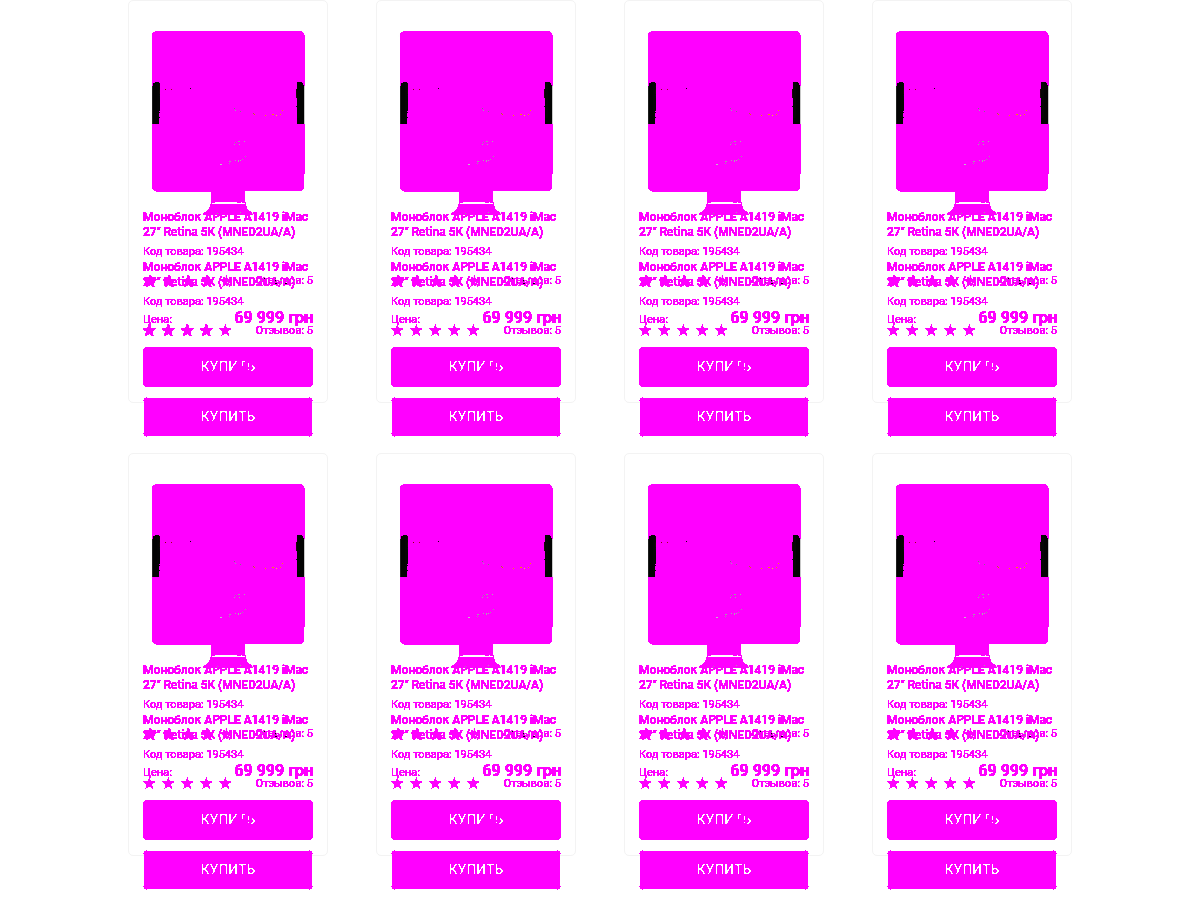 Моноблок APPLE A1419 iMac
27" Retina 5K (MNED2UA/A)
Код товара: 195434
Моноблок APPLE A1419 iMac
27" Retina 5K (MNED2UA/A) Отзывов: 5
Код товара: 195434
Цена: 69 999 грн
Отзывов: 5
КУПИТЬ
КУПИТЬ
Моноблок APPLE A1419 iMac
27" Retina 5K (MNED2UA/A)
Код товара: 195434
Моноблок APPLE A1419 iMac
27" Retina 5K (MNED2UA/A) Отзывов: 5
Код товара: 195434
Цена: 69 999 грн
Отзывов: 5
КУПИТЬ
КУПИТЬ
Моноблок APPLE A1419 iMac
27" Retina 5K (MNED2UA/A)
Код товара: 195434
Моноблок APPLE A1419 iMac
27" Retina 5K (MNED2UA/A) Отзывов: 5
Код товара: 195434
Цена: 69 999 грн
Отзывов: 5
КУПИТЬ
КУПИТЬ
Моноблок APPLE A1419 iMac
27" Retina 5K (MNED2UA/A)
Код товара: 195434
Моноблок APPLE A1419 iMac
27" Retina 5K (MNED2UA/A) Отзывов: 5
Код товара: 195434
Цена: 69 999 грн
Отзывов: 5
КУПИТЬ
КУПИТЬ
Моноблок APPLE A1419 iMac
27" Retina 5K (MNED2UA/A)
Код товара: 195434
Моноблок APPLE A1419 iMac
27" Retina 5K (MNED2UA/A) Отзывов: 5
Код товара: 195434
Цена: 69 999 грн
Отзывов: 5
КУПИТЬ
КУПИТЬ
Моноблок APPLE A1419 iMac
27" Retina 5K (MNED2UA/A)
Код товара: 195434
Моноблок APPLE A1419 iMac
27" Retina 5K (MNED2UA/A) Отзывов: 5
Код товара: 195434
Цена: 69 999 грн
Отзывов: 5
КУПИТЬ
КУПИТЬ
Моноблок APPLE A1419 iMac
27" Retina 5K (MNED2UA/A)
Код товара: 195434
Моноблок APPLE A1419 iMac
27" Retina 5K (MNED2UA/A) Отзывов: 5
Код товара: 195434
Цена: 69 999 грн
Отзывов: 5
КУПИТЬ
КУПИТЬ
Моноблок APPLE A1419 iMac
27" Retina 5K (MNED2UA/A)
Код товара: 195434
Моноблок APPLE A1419 iMac
27" Retina 5K (MNED2UA/A) Отзывов: 5
Код товара: 195434
Цена: 69 999 грн
Отзывов: 5
КУПИТЬ
КУПИТЬ